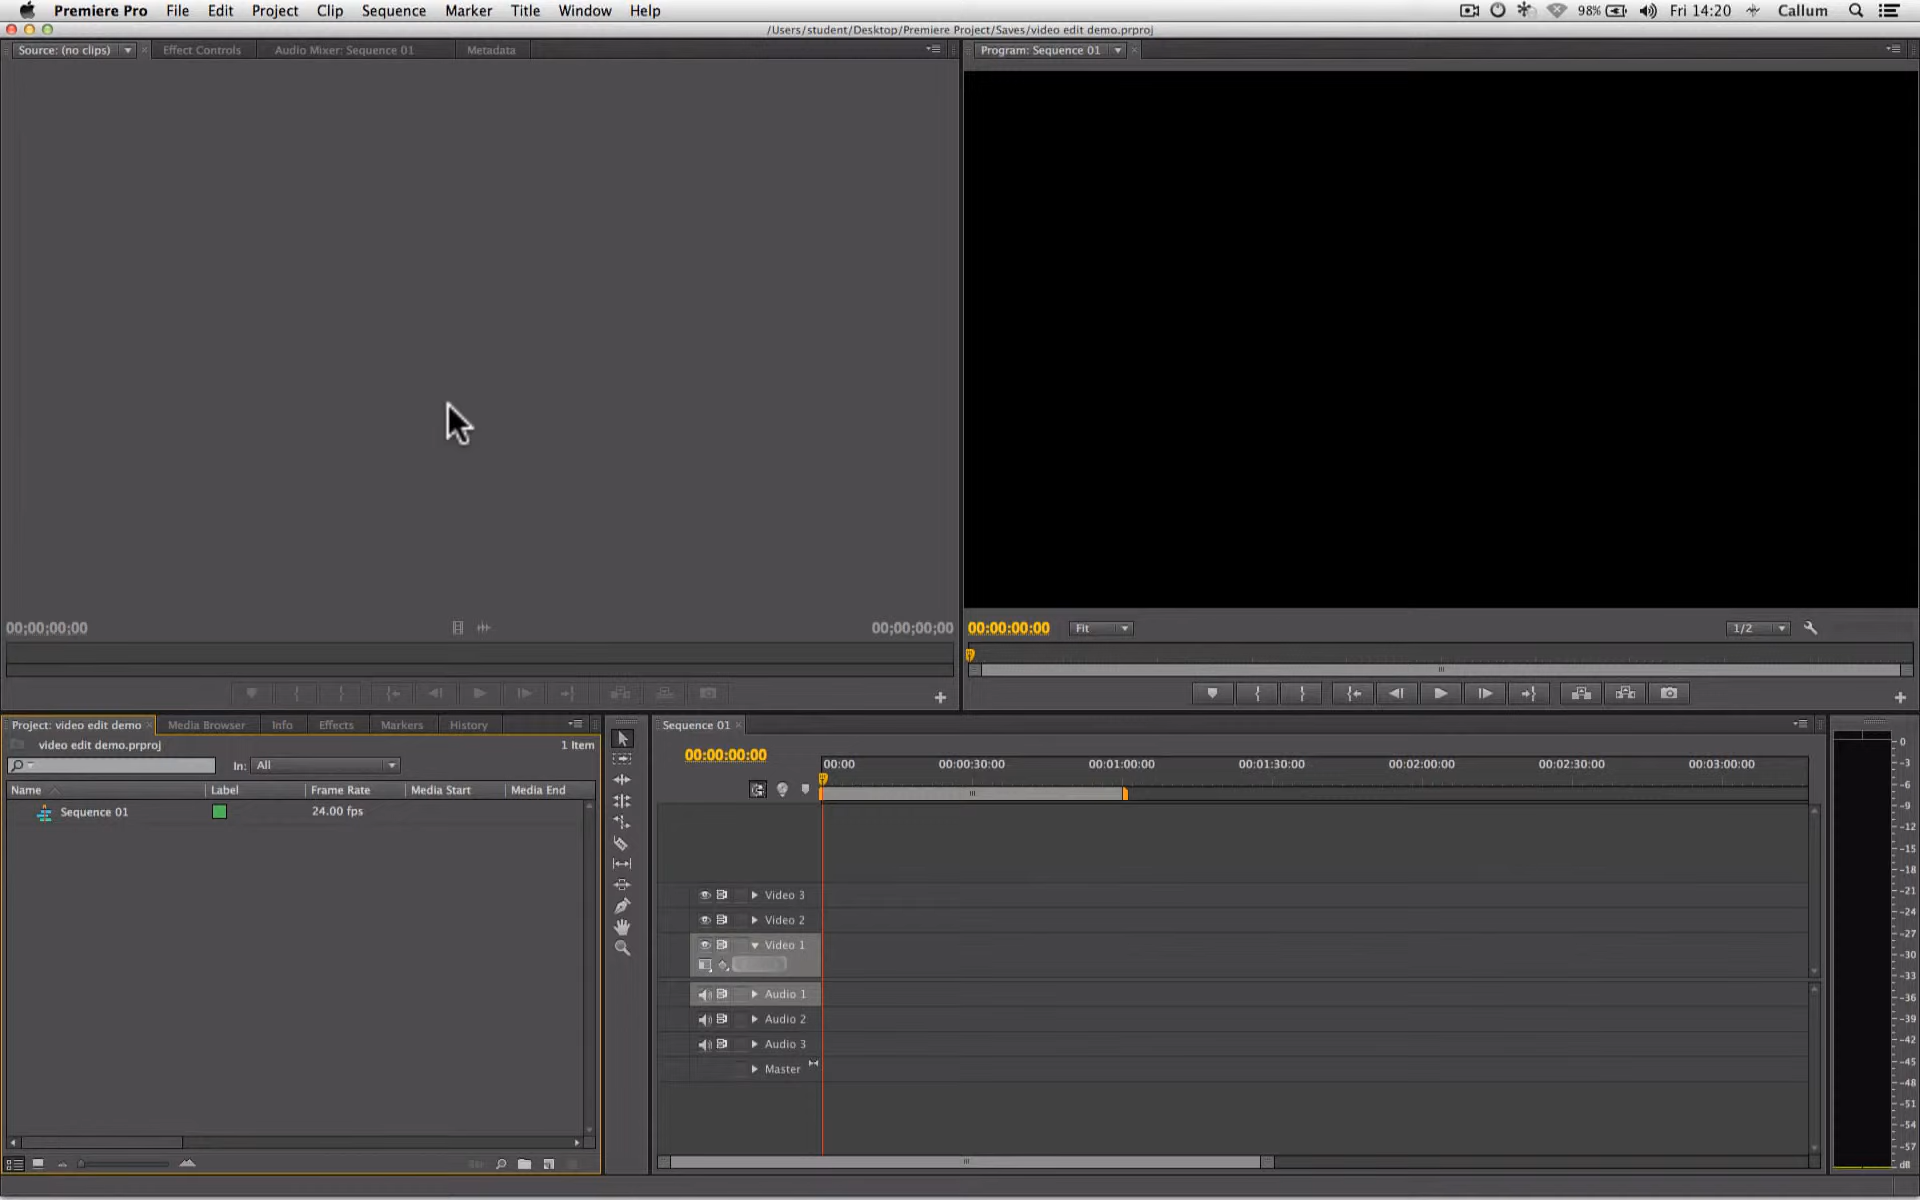 Premiere Pro File Edit Project Clip Sequence Marker Title Window Help 98% Fri 14:20 Callum
/Users/student/Desktop/Premiere Project/Saves/video edit demo.prproj
Source: (no clips) Effect Controls Audio Mixer: Sequence 01 Metadata
Program: Sequence 01
00;00;00;00 00;00;00;00
00:00:00:00 Fit 1/2
Project: video edit demo Media Browser Info Effects Markers History
video edit demo.prproj 1 Item
In: All
Name Label Frame Rate Media Start Media End
Sequence 01 24.00 fps
Sequence 01
00:00:00:00
00:00 00:00:30:00 00:01:00:00 00:01:30:00 00:02:00:00 00:02:30:00 00:03:00:00
Video 3
Video 2
Video 1
Audio 1
Audio 2
Audio 3
Master
0
-3
-6
-9
-12
-15
-18
-21
-24
-27
-30
-33
-36
-39
-42
-45
-48
-51
-54
-57
dB